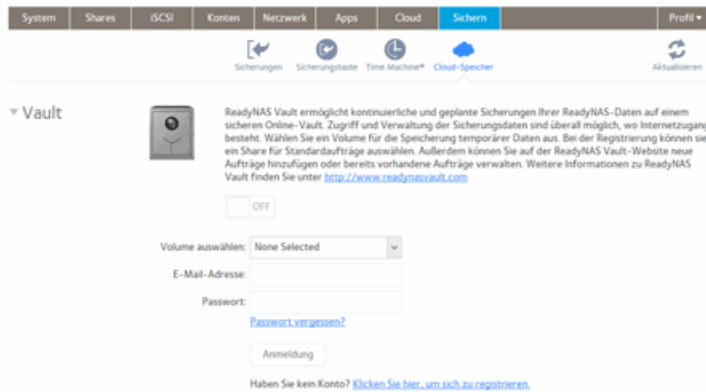 System Shares iSCSI Konten Netzwerk Apps Cloud Sichern Profil
Sicherungen Sicherungstaste Time Machine® Cloud-Speicher Aktualisieren
Vault
ReadyNAS Vault ermöglicht kontinuierliche und geplante Sicherungen Ihrer ReadyNAS-Daten auf einem
sicheren Online-Vault. Zugriff und Verwaltung der Sicherungsdaten sind überall möglich, wo Internetzugang
besteht. Wählen Sie ein Volume für die Speicherung temporärer Daten aus. Bei der Registrierung können sie
ein Share für Standardaufträge auswählen. Außerdem können Sie auf der ReadyNAS Vault-Website neue
Aufträge hinzufügen oder bereits vorhandene Aufträge verwalten. Weitere Informationen zu ReadyNAS
Vault finden Sie unter http://www.readynasvault.com
OFF
Volume auswählen: None Selected
E-Mail-Adresse:
Passwort:
Passwort vergessen?
Anmeldung
Haben Sie kein Konto? Klicken Sie hier, um sich zu registrieren.